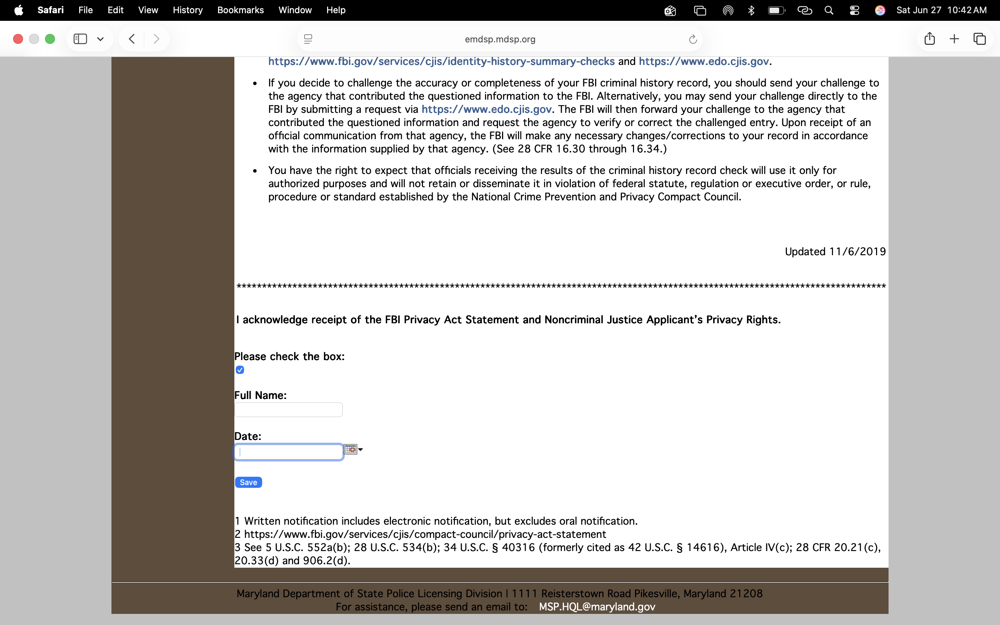 Safari File Edit View History Bookmarks Window Help Sat Jun 27 10:42 AM
emdsp.mdsp.org
https://www.fbi.gov/services/cjis/identity-history-summary-checks and https://www.edo.cjis.gov.
• If you decide to challenge the accuracy or completeness of your FBI criminal history record, you should send your challenge to
the agency that contributed the questioned information to the FBI. Alternatively, you may send your challenge directly to the
FBI by submitting a request via https://www.edo.cjis.gov. The FBI will then forward your challenge to the agency that
contributed the questioned information and request the agency to verify or correct the challenged entry. Upon receipt of an
official communication from that agency, the FBI will make any necessary changes/corrections to your record in accordance
with the information supplied by that agency. (See 28 CFR 16.30 through 16.34.)
• You have the right to expect that officials receiving the results of the criminal history record check will use it only for
authorized purposes and will not retain or disseminate it in violation of federal statute, regulation or executive order, or rule,
procedure or standard established by the National Crime Prevention and Privacy Compact Council.
Updated 11/6/2019
********************************************************************************************************************************
I acknowledge receipt of the FBI Privacy Act Statement and Noncriminal Justice Applicant's Privacy Rights.
Please check the box:
Full Name:
Date:
Save
1 Written notification includes electronic notification, but excludes oral notification.
2 https://www.fbi.gov/services/cjis/compact-council/privacy-act-statement
3 See 5 U.S.C. 552a(b); 28 U.S.C. 534(b); 34 U.S.C. § 40316 (formerly cited as 42 U.S.C. § 14616), Article IV(c); 28 CFR 20.21(c),
20.33(d) and 906.2(d).
Maryland Department of State Police Licensing Division | 1111 Reisterstown Road Pikesville, Maryland 21208
For assistance, please send an email to: MSP.HQL@maryland.gov